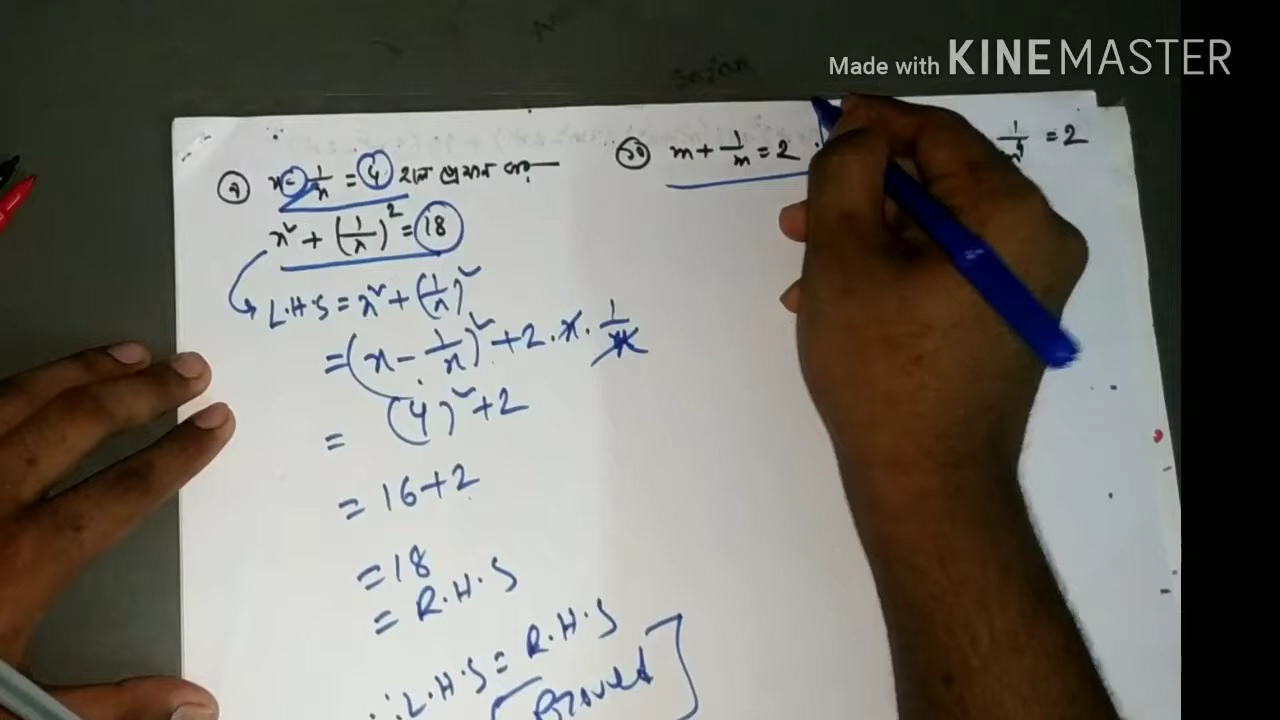 Made with KINEMASTER
৭ x - 1/x = 4 হলে প্রমাণ কর
x² + (1/x)² = 18
L.H.S = x² + (1/x)²
= (x - 1/x)² + 2.x.1/x
= (4)² + 2
= 16+2
= 18
= R.H.S
∴ L.H.S = R.H.S
[Proved]
১০ m + 1/m = 2
= 2